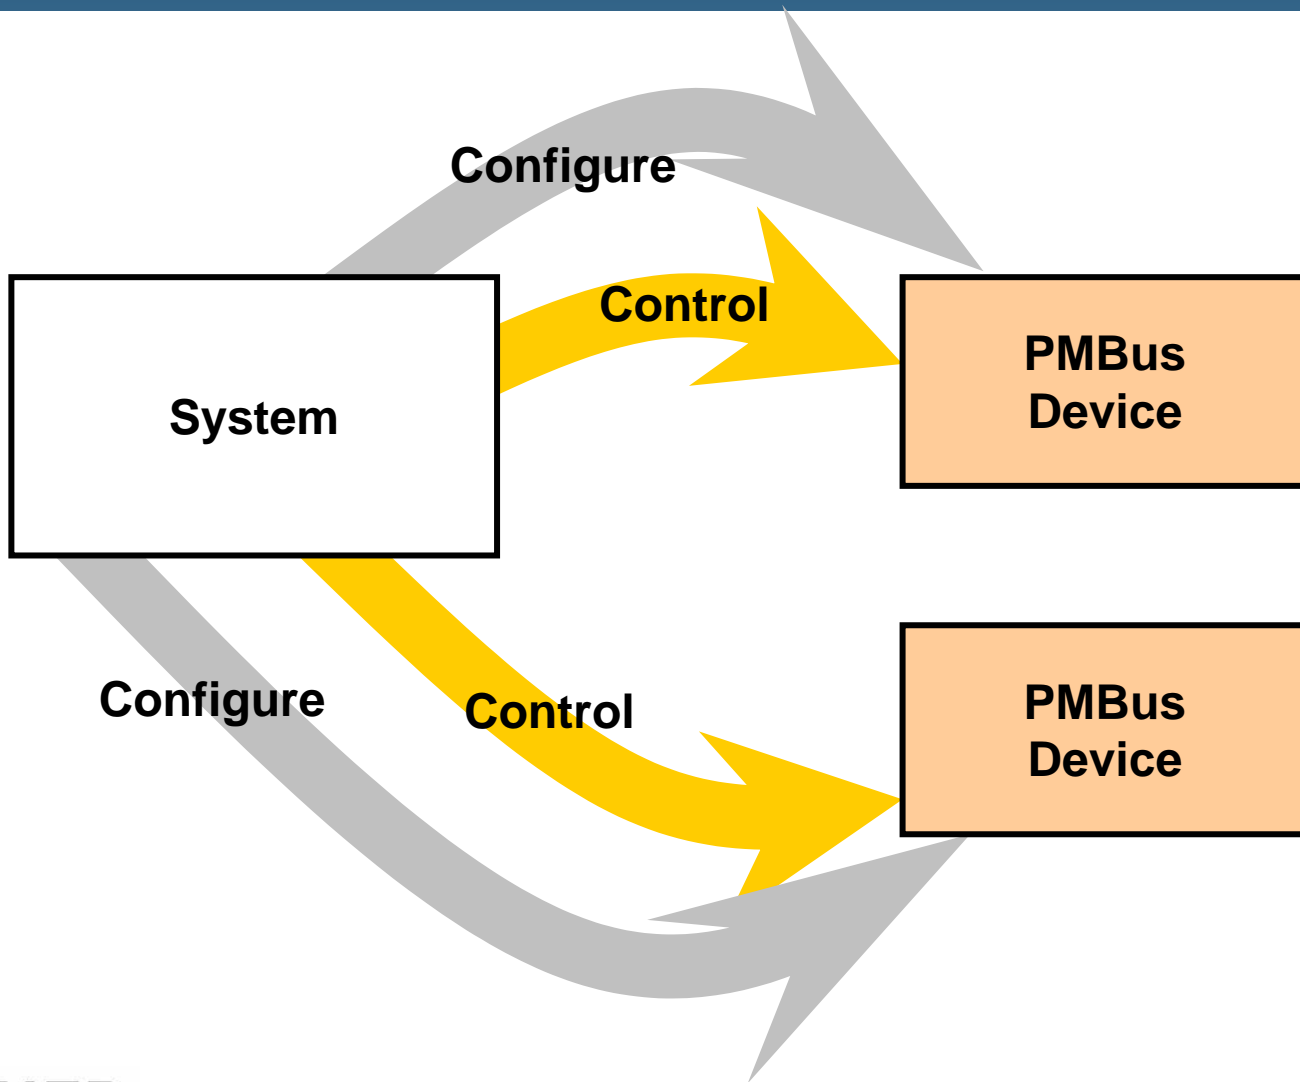 Configure
Control
System
PMBus
Device
Configure
Control
PMBus
Device